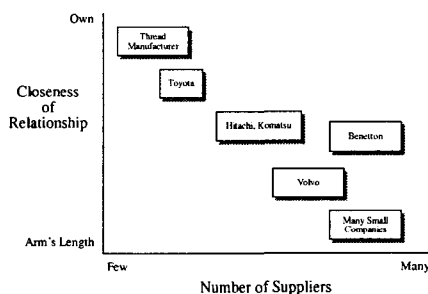 Own
Thread
Manufacturer
Toyota
Closeness
of
Relationship
Hitachi, Komatsu
Benetton
Volvo
Many Small
Companies
Arm's Length
Few
Many
Number of Suppliers